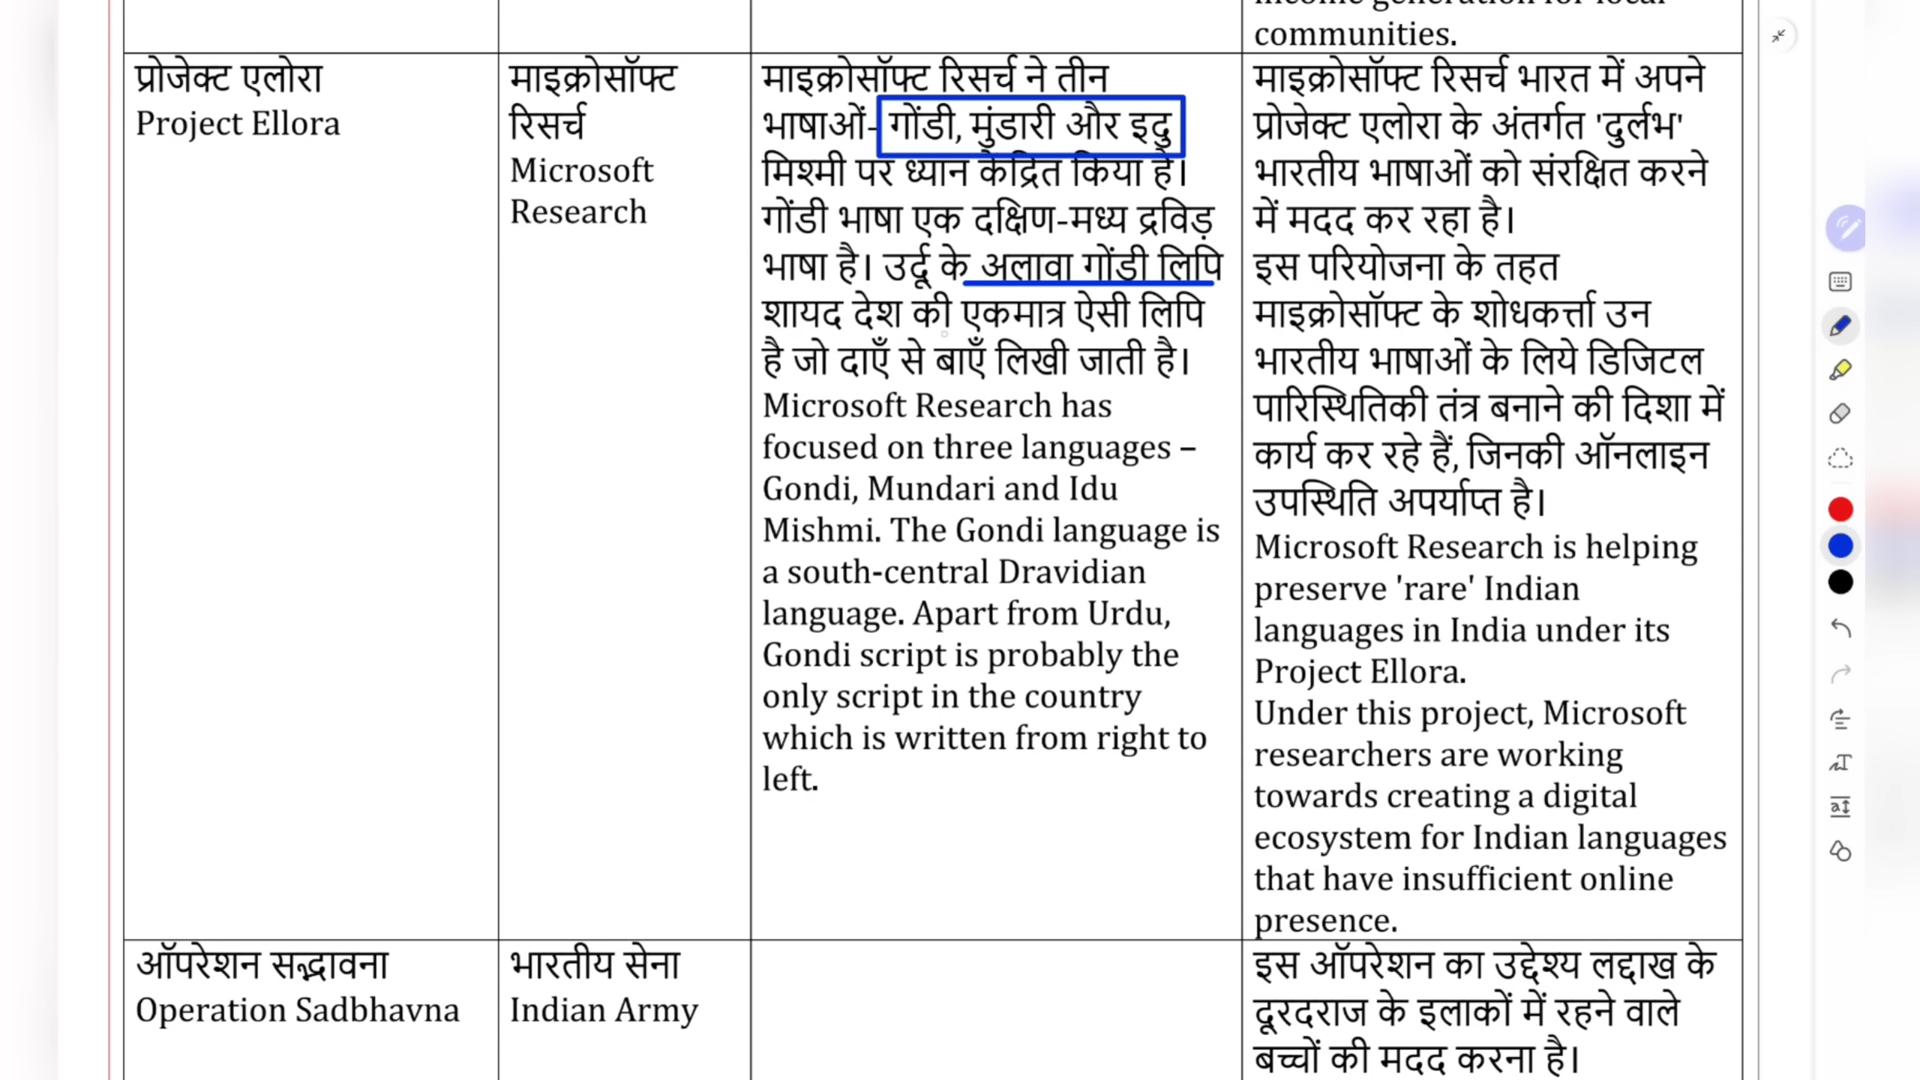 income generation for local
communities.
प्रोजेक्ट एलोरा
Project Ellora
माइक्रोसॉफ्ट
रिसर्च
Microsoft
Research
माइक्रोसॉफ्ट रिसर्च ने तीन
भाषाओं- गोंडी, मुंडारी और इदु
मिश्मी पर ध्यान केंद्रित किया है।
गोंडी भाषा एक दक्षिण-मध्य द्रविड़
भाषा है। उर्दू के अलावा गोंडी लिपि
शायद देश की एकमात्र ऐसी लिपि
है जो दाएँ से बाएँ लिखी जाती है।
Microsoft Research has
focused on three languages –
Gondi, Mundari and Idu
Mishmi. The Gondi language is
a south-central Dravidian
language. Apart from Urdu,
Gondi script is probably the
only script in the country
which is written from right to
left.
माइक्रोसॉफ्ट रिसर्च भारत में अपने
प्रोजेक्ट एलोरा के अंतर्गत 'दुर्लभ'
भारतीय भाषाओं को संरक्षित करने
में मदद कर रहा है।
इस परियोजना के तहत
माइक्रोसॉफ्ट के शोधकर्त्ता उन
भारतीय भाषाओं के लिये डिजिटल
पारिस्थितिकी तंत्र बनाने की दिशा में
कार्य कर रहे हैं, जिनकी ऑनलाइन
उपस्थिति अपर्याप्त है।
Microsoft Research is helping
preserve 'rare' Indian
languages in India under its
Project Ellora.
Under this project, Microsoft
researchers are working
towards creating a digital
ecosystem for Indian languages
that have insufficient online
presence.
ऑपरेशन सद्भावना
Operation Sadbhavna
भारतीय सेना
Indian Army
इस ऑपरेशन का उद्देश्य लद्दाख के
दूरदराज के इलाकों में रहने वाले
बच्चों की मदद करना है।